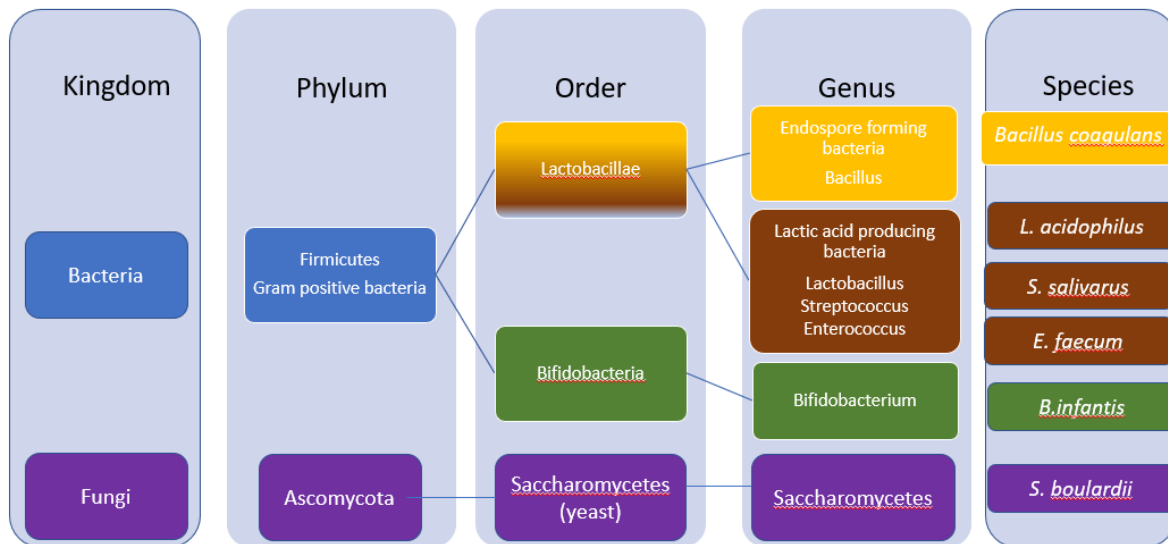 Kingdom
Bacteria
Fungi
Phylum
Firmicutes
Gram positive bacteria
Ascomycota
Order
Lactobacillae
Bifidobacteria
Saccharomycetes
(yeast)
Genus
Endospore forming
bacteria
Bacillus
Lactic acid producing
bacteria
Lactobacillus
Streptococcus
Enterococcus
Bifidobacterium
Saccharomycetes
Species
Bacillus coagulans
L. acidophilus
S. salivarus
E. faecum
B.infantis
S. boulardii